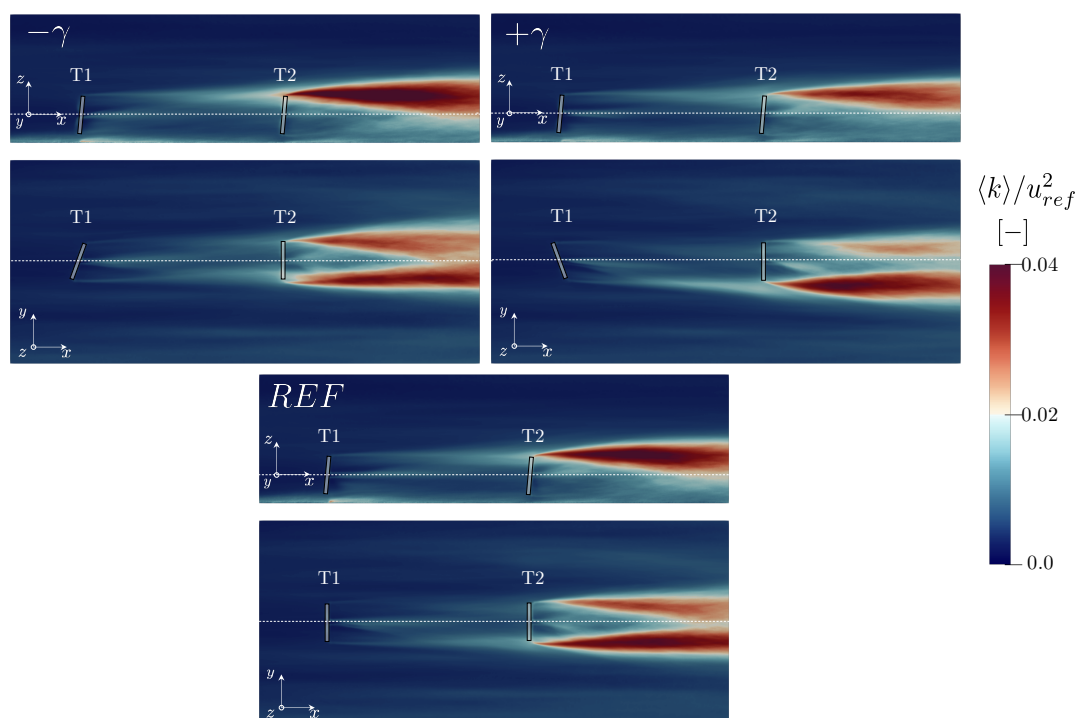 −γ
T1
T2
z
y
x
+γ
T1
T2
z
y
x
T1
T2
y
z
x
T1
T2
y
z
x
⟨k⟩/u²ref
[−]
0.04
0.02
0.0
REF
T1
T2
z
y
x
T1
T2
y
z
x